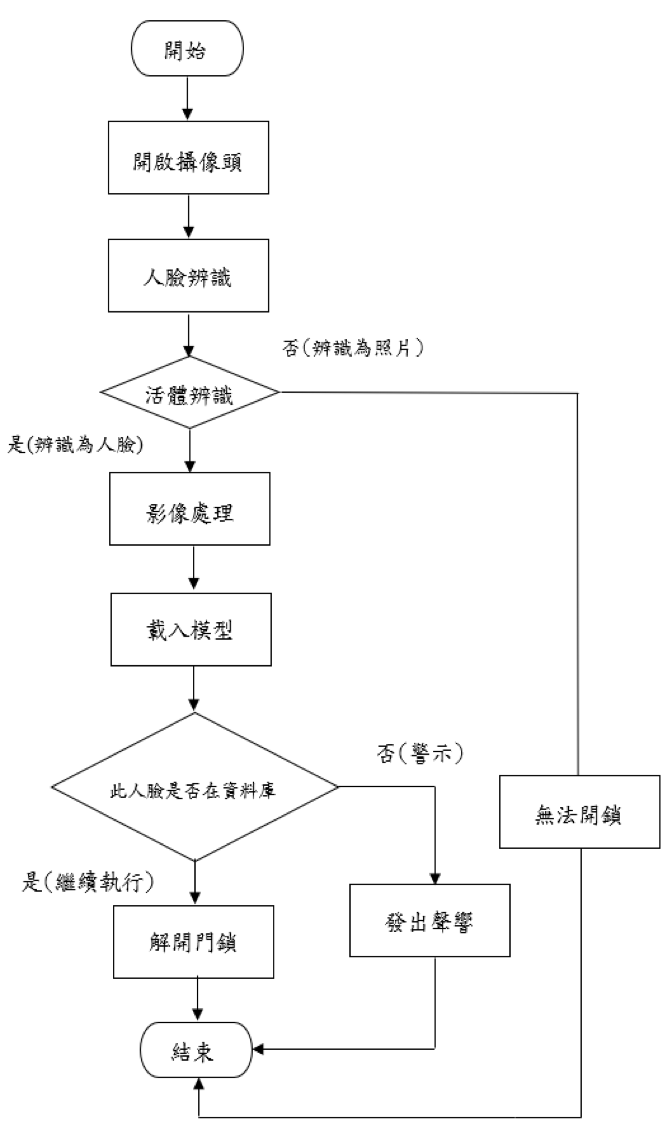 開始
開啟攝像頭
人臉辨識
否(辨識為照片)
活體辨識
是(辨識為人臉)
影像處理
載入模型
否(警示)
此人臉是否在資料庫
無法開鎖
是(繼續執行)
發出聲響
解開門鎖
結束